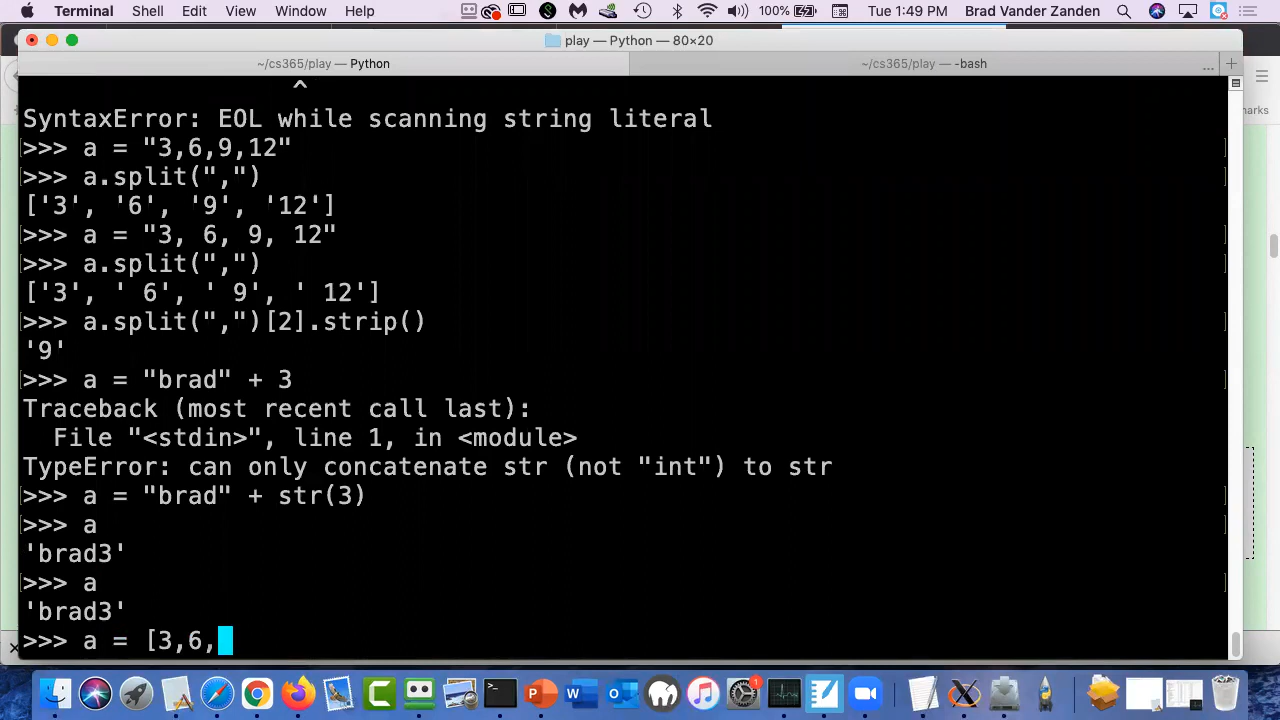 Terminal Shell Edit View Window Help 100% Tue 1:49 PM Brad Vander Zanden
play — Python — 80×20
~/cs365/play — Python ~/cs365/play — -bash ...
^
SyntaxError: EOL while scanning string literal
>>> a = "3,6,9,12"
>>> a.split(",")
['3', '6', '9', '12']
>>> a = "3, 6, 9, 12"
>>> a.split(",")
['3', ' 6', ' 9', ' 12']
>>> a.split(",")[2].strip()
'9'
>>> a = "brad" + 3
Traceback (most recent call last):
  File "<stdin>", line 1, in <module>
TypeError: can only concatenate str (not "int") to str
>>> a = "brad" + str(3)
>>> a
'brad3'
>>> a
'brad3'
>>> a = [3,6,